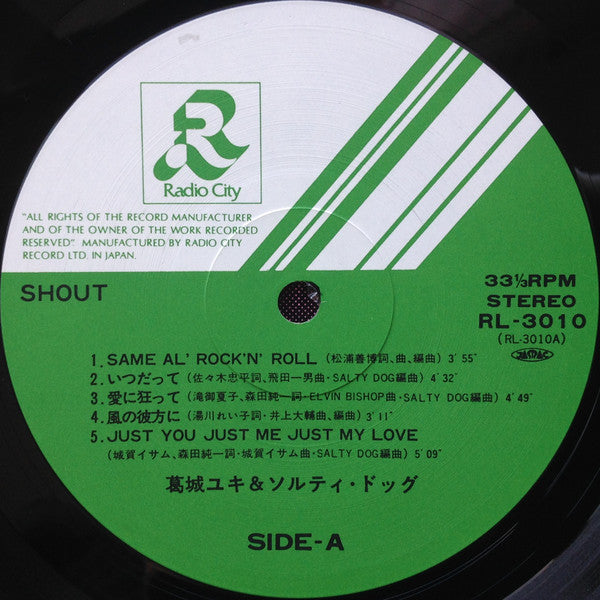 R
Radio City
"ALL RIGHTS OF THE RECORD MANUFACTURER
AND OF THE OWNER OF THE WORK RECORDED
RESERVED". MANUFACTURED BY RADIO CITY
RECORD LTD. IN JAPAN.
SHOUT
33⅓RPM
STEREO
RL-3010
(RL-3010A)
1. SAME AL' ROCK'N' ROLL (松浦善博詞、曲、編曲) 3'55"
2. いつだって (佐々木忠平詞、飛田一男曲・SALTY DOG編曲) 4'32"
3. 愛に狂って (滝御夏子、森田純一詞・ELVIN BISHOP曲・SALTY DOG編曲) 4'49"
4. 風の彼方に (湯川れい子詞・井上大輔曲、編曲) 3'11"
5. JUST YOU JUST ME JUST MY LOVE
(城賀イサム、森田純一詞・城賀イサム曲・SALTY DOG編曲) 5'09"
葛城ユキ&ソルティ・ドッグ
SIDE-A